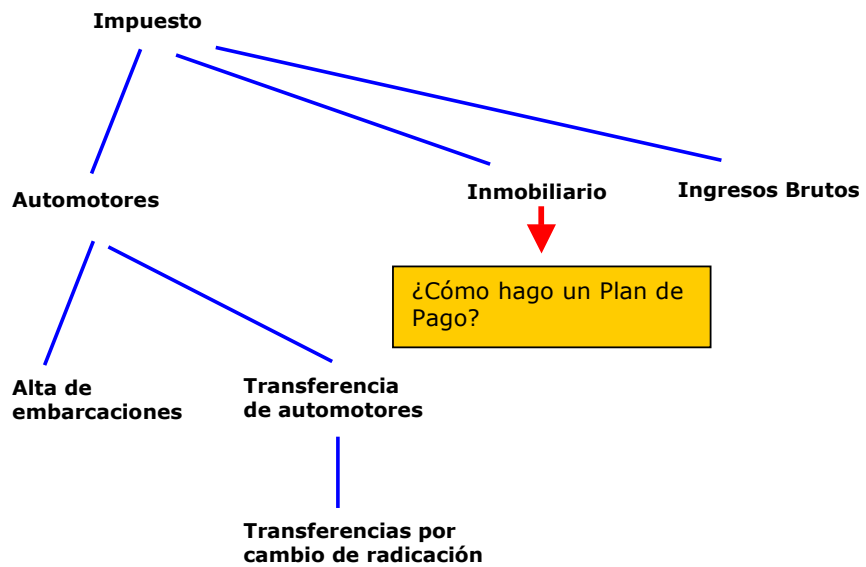 Impuesto
Automotores
Inmobiliario
Ingresos Brutos
¿Cómo hago un Plan de
Pago?
Alta de
embarcaciones
Transferencia
de automotores
Transferencias por
cambio de radicación